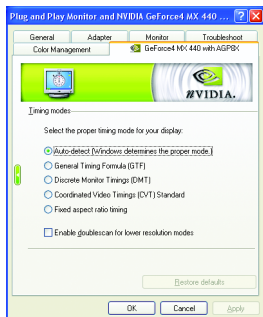 Plug and Play Monitor and NVIDIA GeForce4 MX 440 ...
General Adapter Monitor Troubleshoot
Color Management GeForce4 MX 440 with AGP8X
NVIDIA.
Timing modes
Select the proper timing mode for your display:
Auto-detect (Windows determines the proper mode.)
General Timing Formula (GTF)
Discrete Monitor Timings (DMT)
Coordinated Video Timings (CVT) Standard
Fixed aspect ratio timing
Enable doublescan for lower resolution modes
Restore defaults
OK Cancel Apply